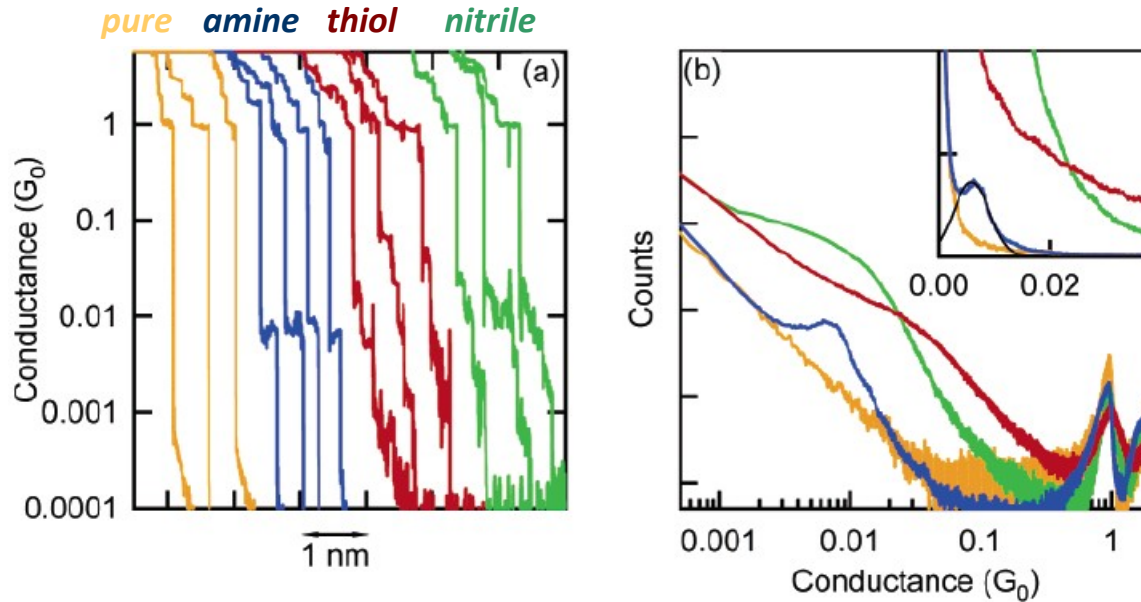 pure amine thiol nitrile
(a)
Conductance (G₀)
1
0.1
0.01
0.001
0.0001
1 nm
(b)
Counts
0.00 0.02
0.001 0.01 0.1 1
Conductance (G₀)